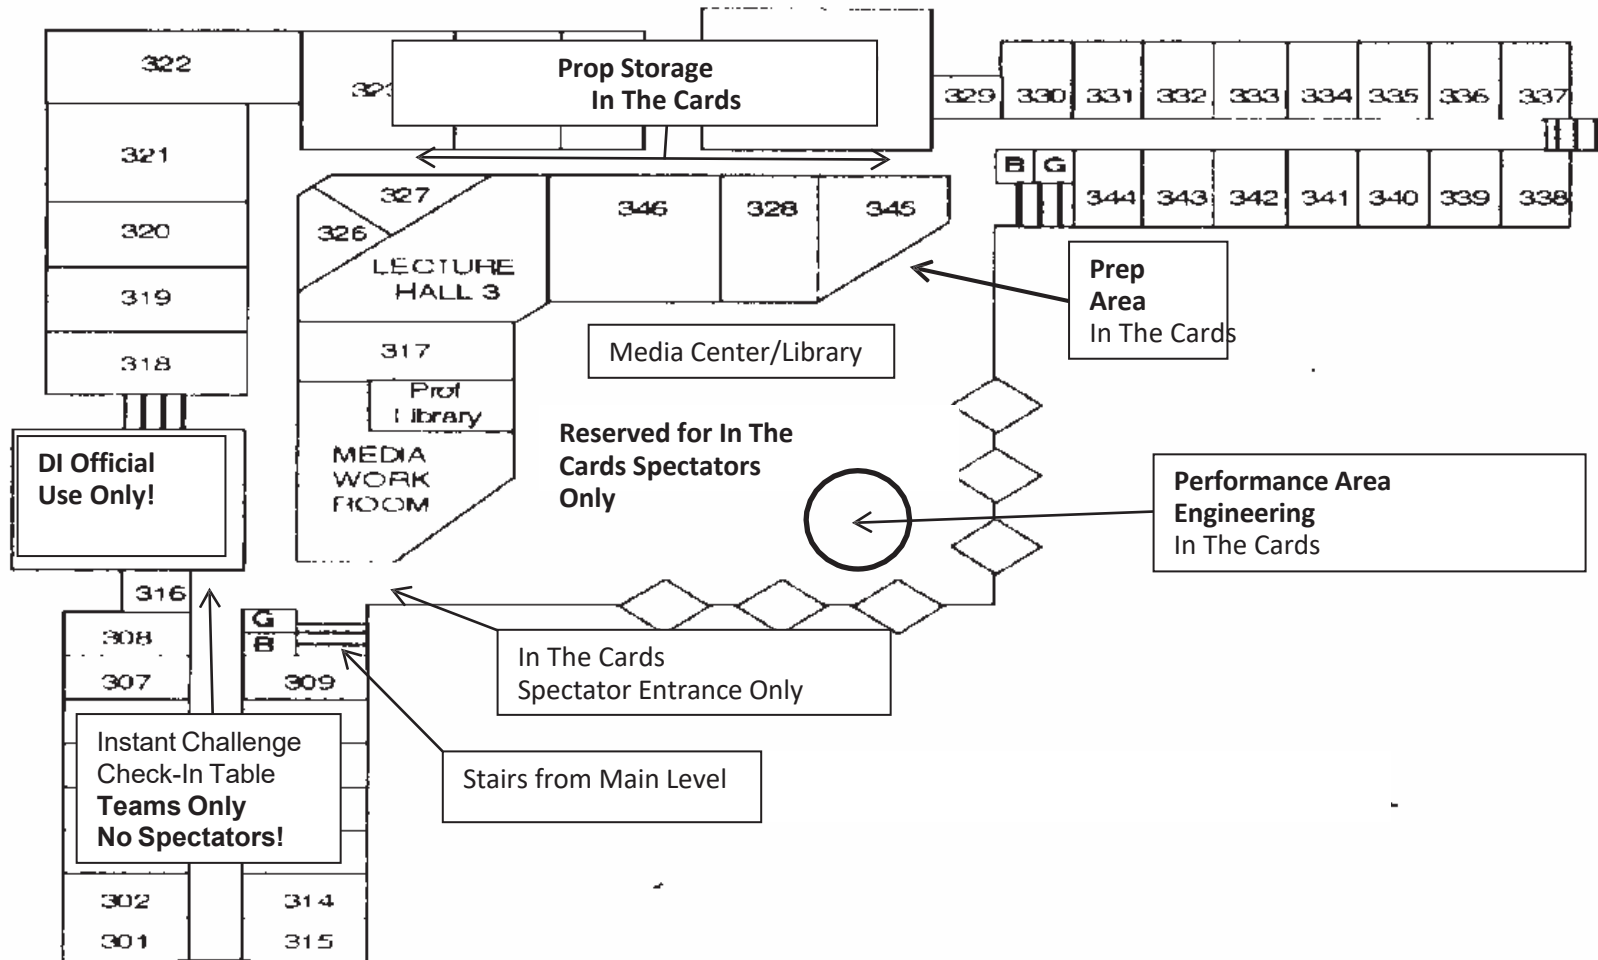 322
Prop Storage
In The Cards
329
330
331
332
333
334
335
336
337
321
327
326
346
328
345
B
G
344
343
342
341
340
339
338
320
LECTURE
HALL 3
319
Prep
Area
In The Cards
318
317
Media Center/Library
Prof
Library
MEDIA
WORK
ROOM
Reserved for In The
Cards Spectators
Only
DI Official
Use Only!
Performance Area
Engineering
In The Cards
316
308
G
B
307
309
In The Cards
Spectator Entrance Only
Instant Challenge
Check-In Table
Teams Only
No Spectators!
Stairs from Main Level
302
314
301
315